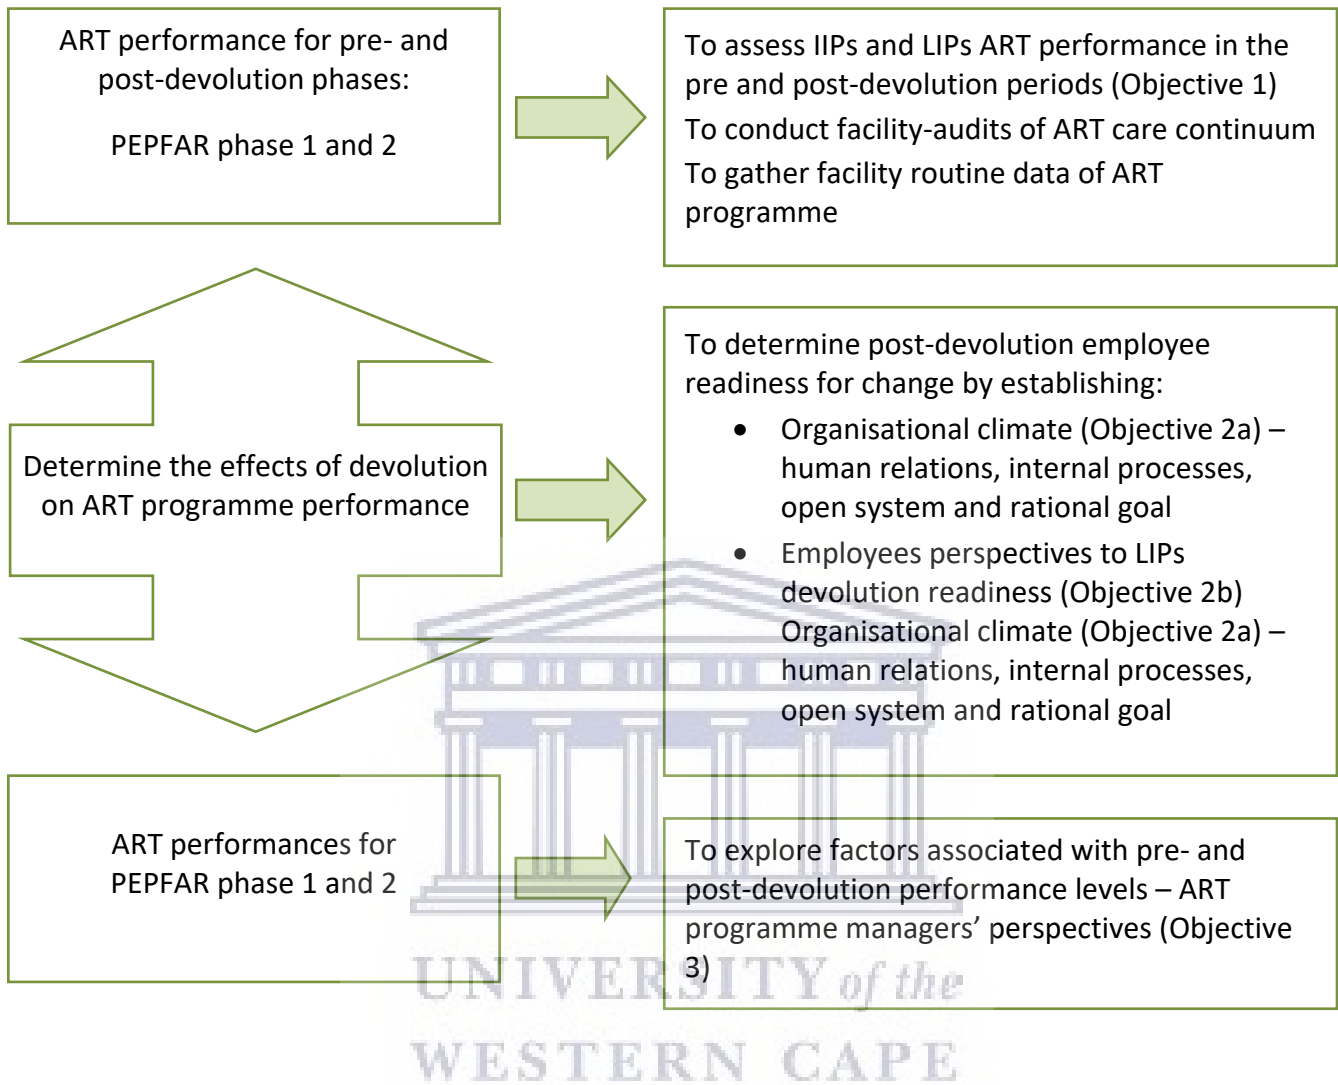 ART performance for pre- and
post-devolution phases:
PEPFAR phase 1 and 2
To assess IIPs and LIPs ART performance in the
pre and post-devolution periods (Objective 1)
To conduct facility-audits of ART care continuum
To gather facility routine data of ART
programme
Determine the effects of devolution
on ART programme performance
To determine post-devolution employee
readiness for change by establishing:
• Organisational climate (Objective 2a) –
human relations, internal processes,
open system and rational goal
• Employees perspectives to LIPs
devolution readiness (Objective 2b)
Organisational climate (Objective 2a) –
human relations, internal processes,
open system and rational goal
ART performances for
PEPFAR phase 1 and 2
To explore factors associated with pre- and
post-devolution performance levels – ART
programme managers’ perspectives (Objective
3)
UNIVERSITY of the
WESTERN CAPE